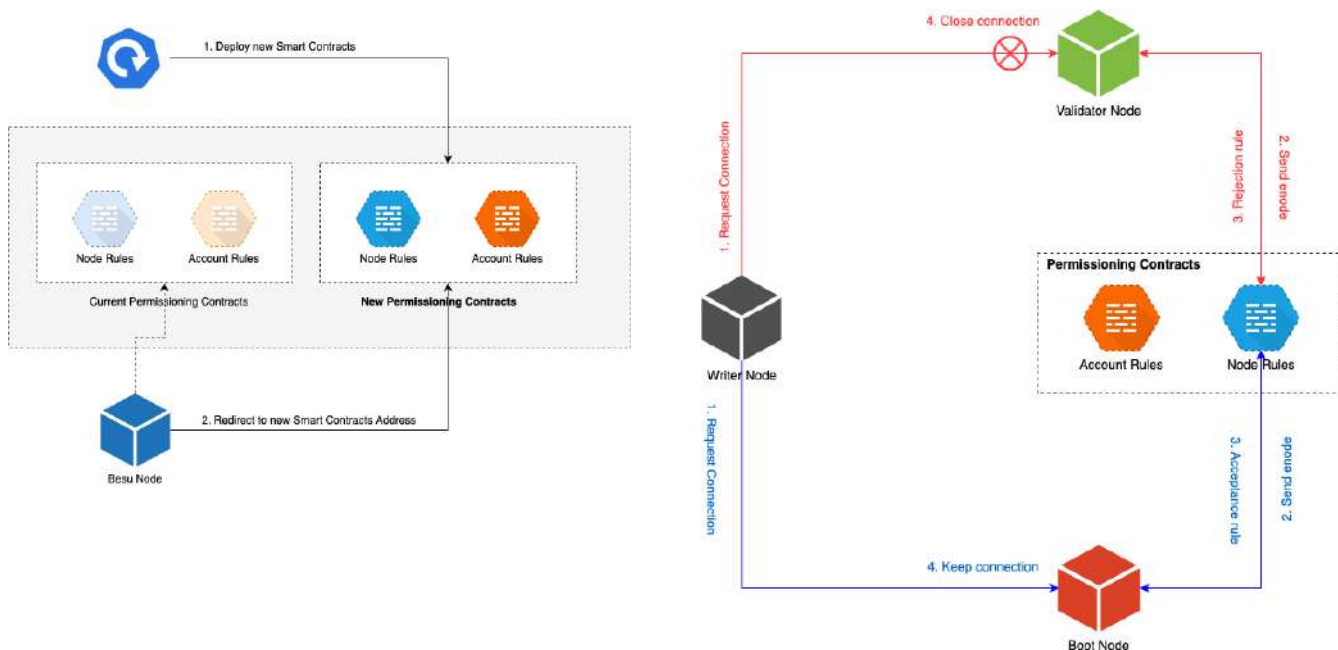 1. Deploy new Smart Contracts
Node Rules
Account Rules
Node Rules
Account Rules
Current Permissioning Contracts
New Permissioning Contracts
2. Redirect to new Smart Contracts Address
Besu Node
4. Close connection
Validator Node
1. Request Connection
3. Rejection rule
2. Send enode
Permissioning Contracts
Account Rules
Node Rules
Writer Node
1. Request Connection
3. Acceptance rule
2. Send enode
4. Keep connection
Boot Node